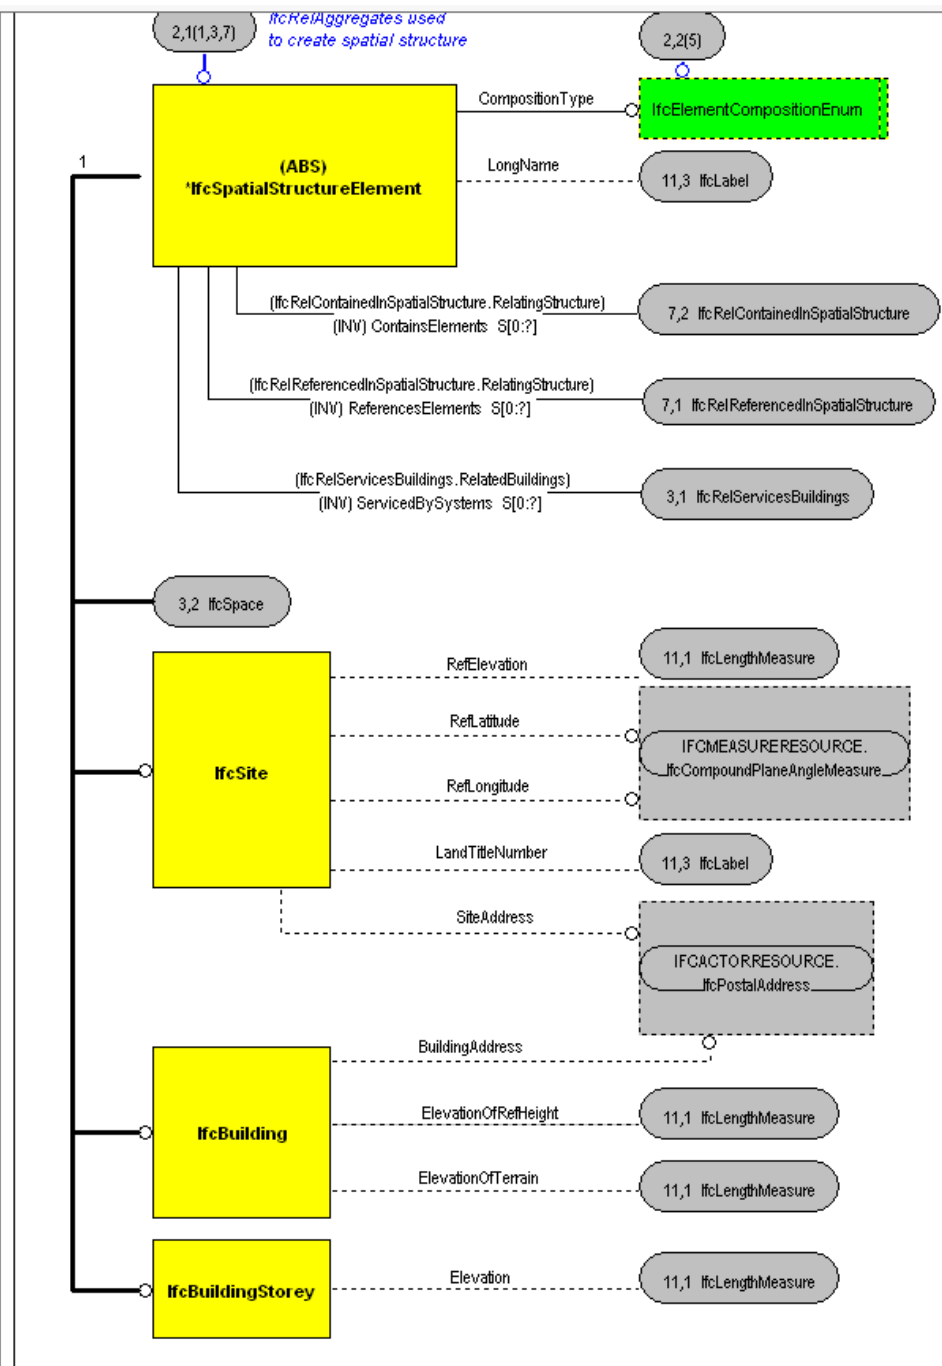 2,1(1,3,7)
IfcRelAggregates used
to create spatial structure
2,2(5)
CompositionType
IfcElementCompositionEnum
1
(ABS)
*IfcSpatialStructureElement
LongName
11,3 IfcLabel
(IfcRelContainedInSpatialStructure.RelatingStructure)
(INV) ContainsElements S[0:?]
7,2 IfcRelContainedInSpatialStructure
(IfcRelReferencedInSpatialStructure.RelatingStructure)
(INV) ReferencesElements S[0:?]
7,1 IfcRelReferencedInSpatialStructure
(IfcRelServicesBuildings.RelatedBuildings)
(INV) ServicedBySystems S[0:?]
3,1 IfcRelServicesBuildings
3,2 IfcSpace
IfcSite
RefElevation
11,1 IfcLengthMeasure
RefLatitude
IFCMEASURERESOURCE.
IfcCompoundPlaneAngleMeasure
RefLongitude
LandTitleNumber
11,3 IfcLabel
SiteAddress
IFCACTORRESOURCE.
IfcPostalAddress
BuildingAddress
IfcBuilding
ElevationOfRefHeight
11,1 IfcLengthMeasure
ElevationOfTerrain
11,1 IfcLengthMeasure
IfcBuildingStorey
Elevation
11,1 IfcLengthMeasure